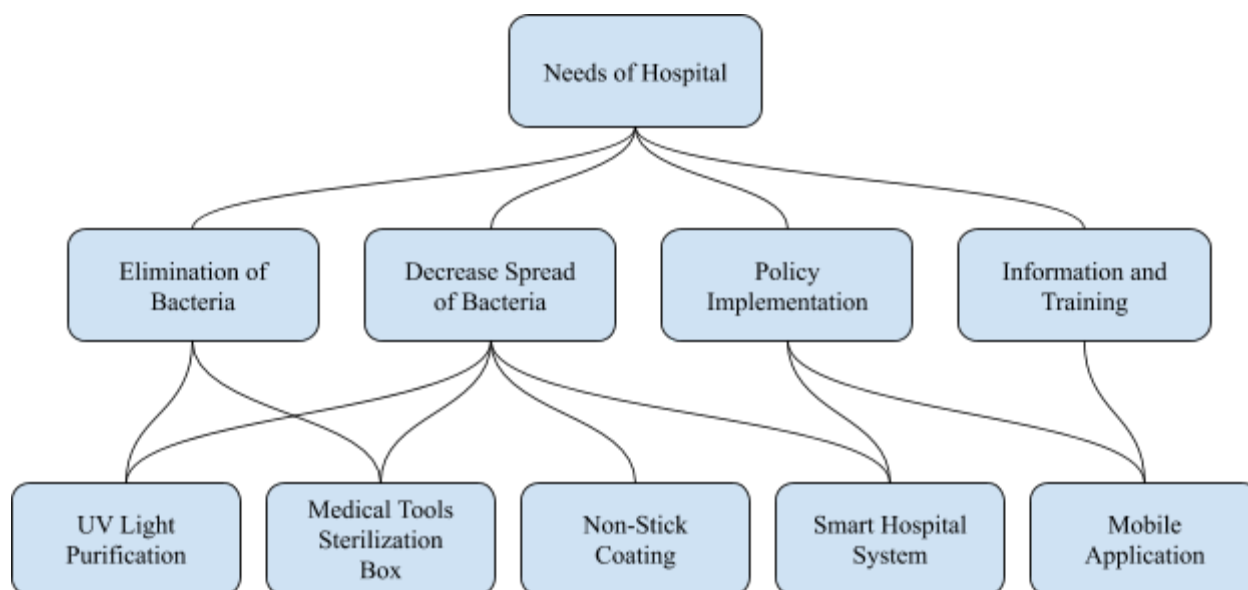 Needs of Hospital
Elimination of
Bacteria
Decrease Spread
of Bacteria
Policy
Implementation
Information and
Training
UV Light
Purification
Medical Tools
Sterilization
Box
Non-Stick
Coating
Smart Hospital
System
Mobile
Application